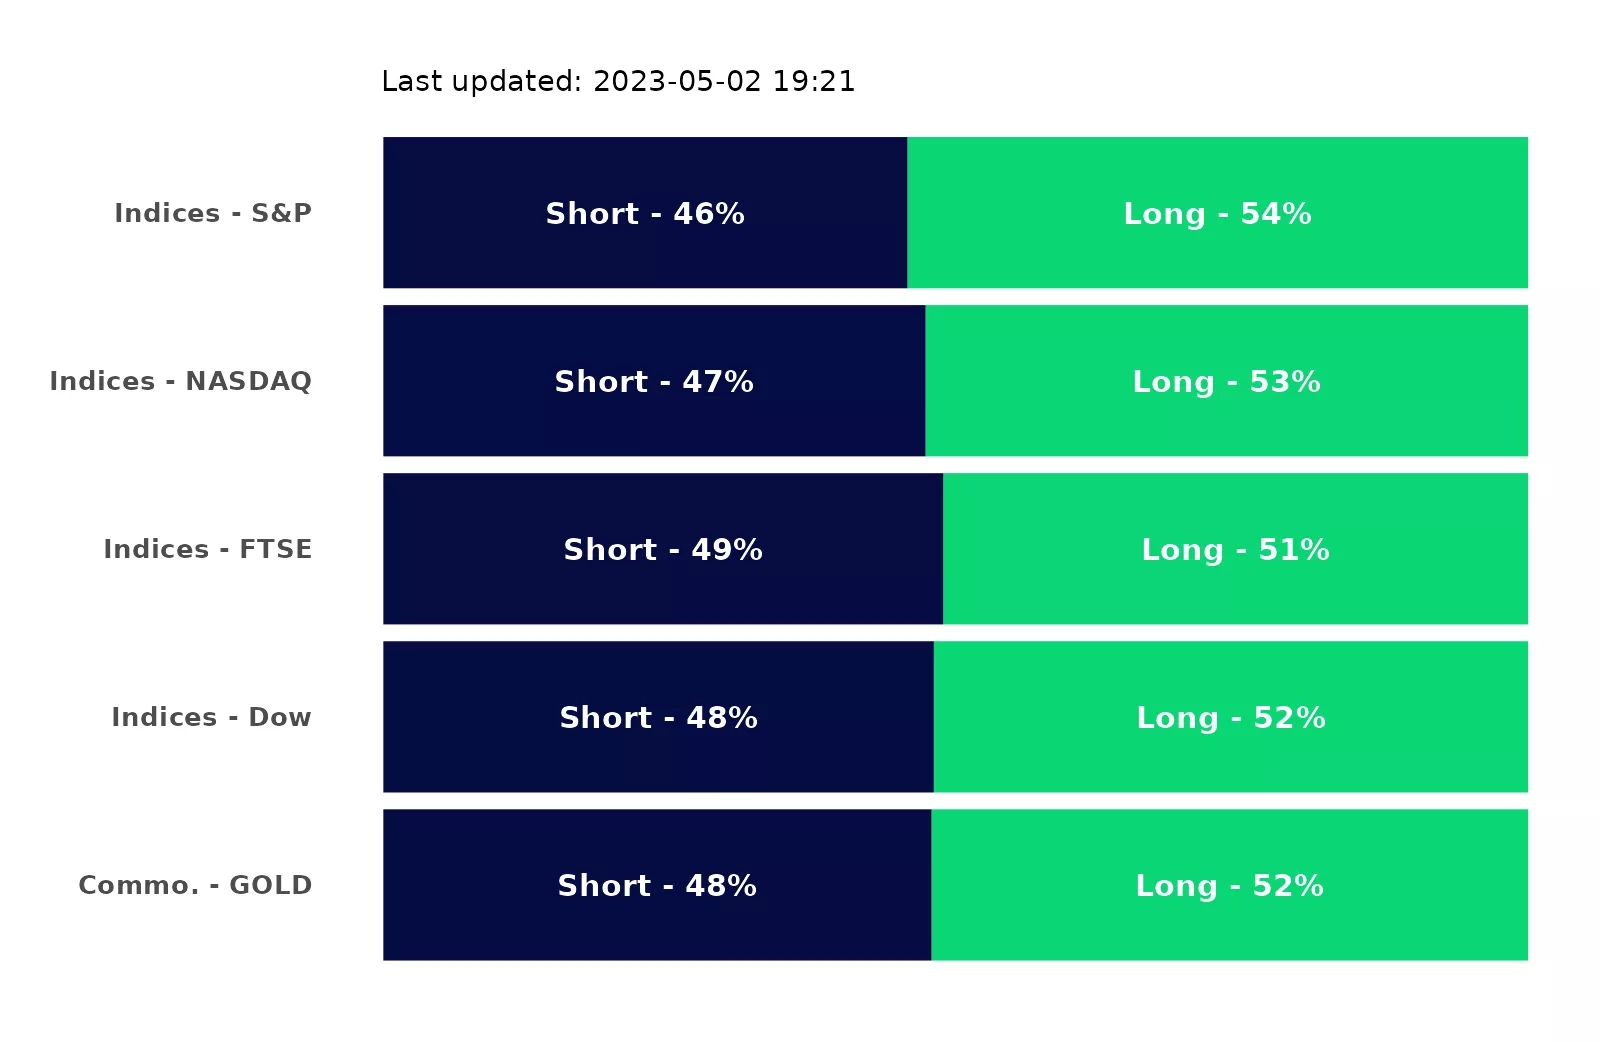 Last updated: 2023-05-02 19:21
Indices - S&P Short - 46% Long - 54%
Indices - NASDAQ Short - 47% Long - 53%
Indices - FTSE Short - 49% Long - 51%
Indices - Dow Short - 48% Long - 52%
Commo. - GOLD Short - 48% Long - 52%